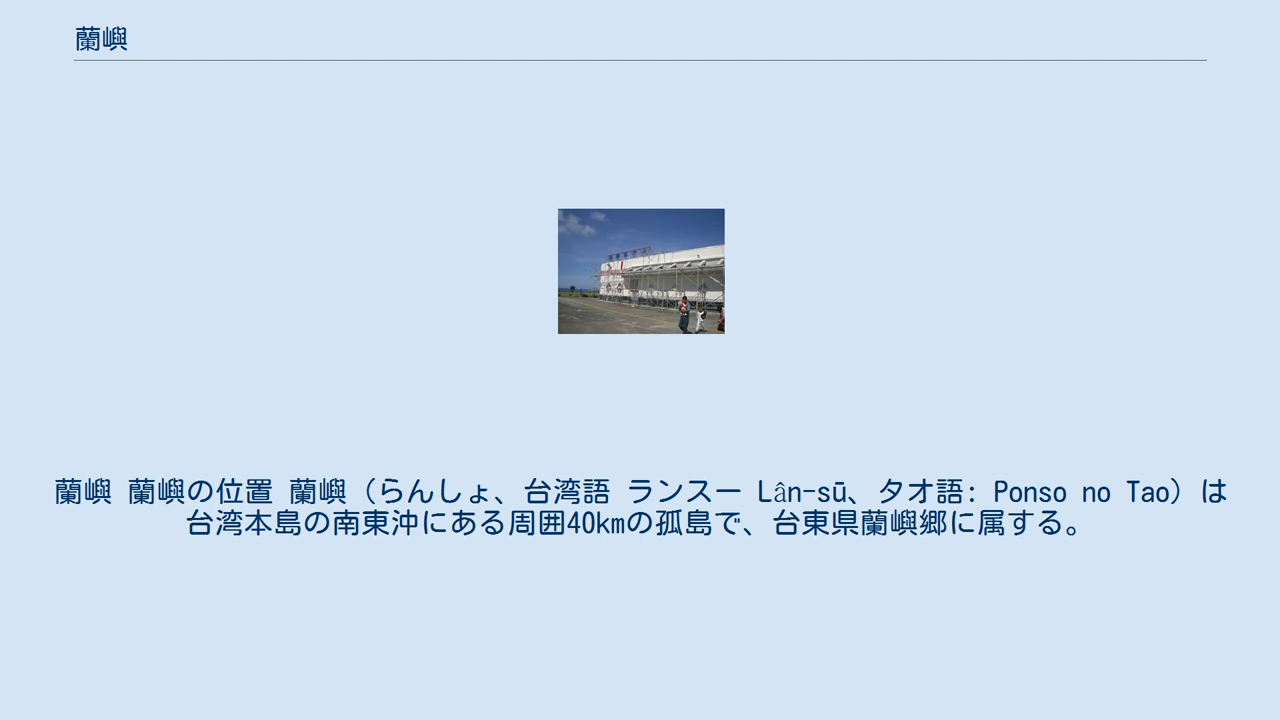 蘭嶼
蘭嶼 蘭嶼の位置 蘭嶼（らんしょ、台湾語 ランスー Lân-sū、タオ語: Ponso no Tao）は
台湾本島の南東沖にある周囲40kmの孤島で、台東県蘭嶼郷に属する。